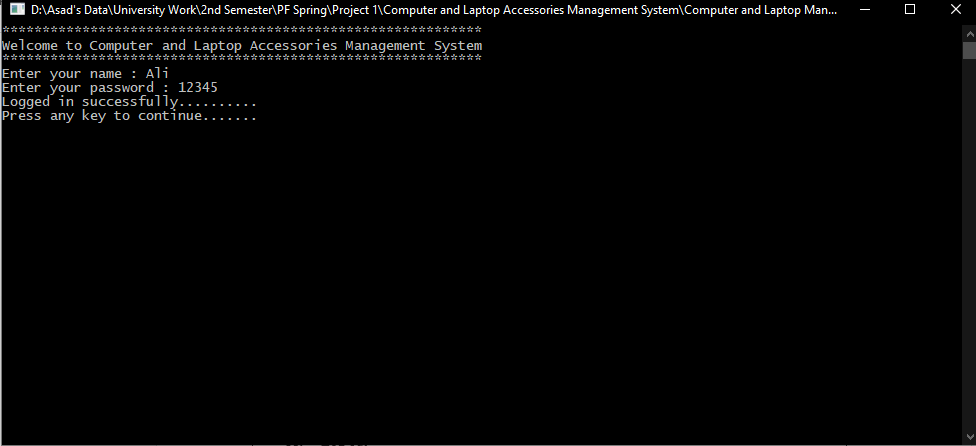 D:\Asad's Data\University Work\2nd Semester\PF Spring\Project 1\Computer and Laptop Accessories Management System\Computer and Laptop Man...
************************************************************
Welcome to Computer and Laptop Accessories Management System
************************************************************
Enter your name : Ali
Enter your password : 12345
Logged in successfully..........
Press any key to continue.......